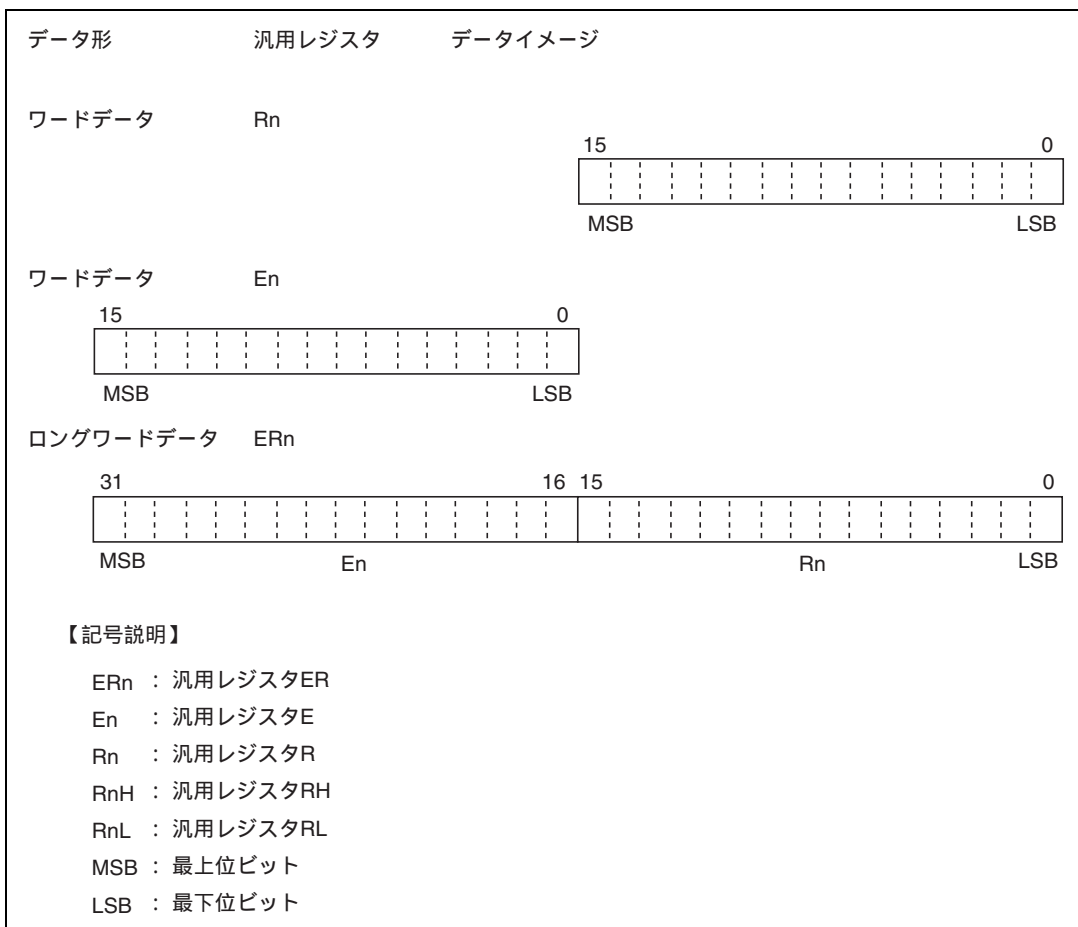 データ形 汎用レジスタ データイメージ
ワードデータ Rn
15 0
MSB LSB
ワードデータ En
15 0
MSB LSB
ロングワードデータ ERn
31 16 15 0
MSB En Rn LSB
【記号説明】
ERn : 汎用レジスタER
En : 汎用レジスタE
Rn : 汎用レジスタR
RnH : 汎用レジスタRH
RnL : 汎用レジスタRL
MSB : 最上位ビット
LSB : 最下位ビット